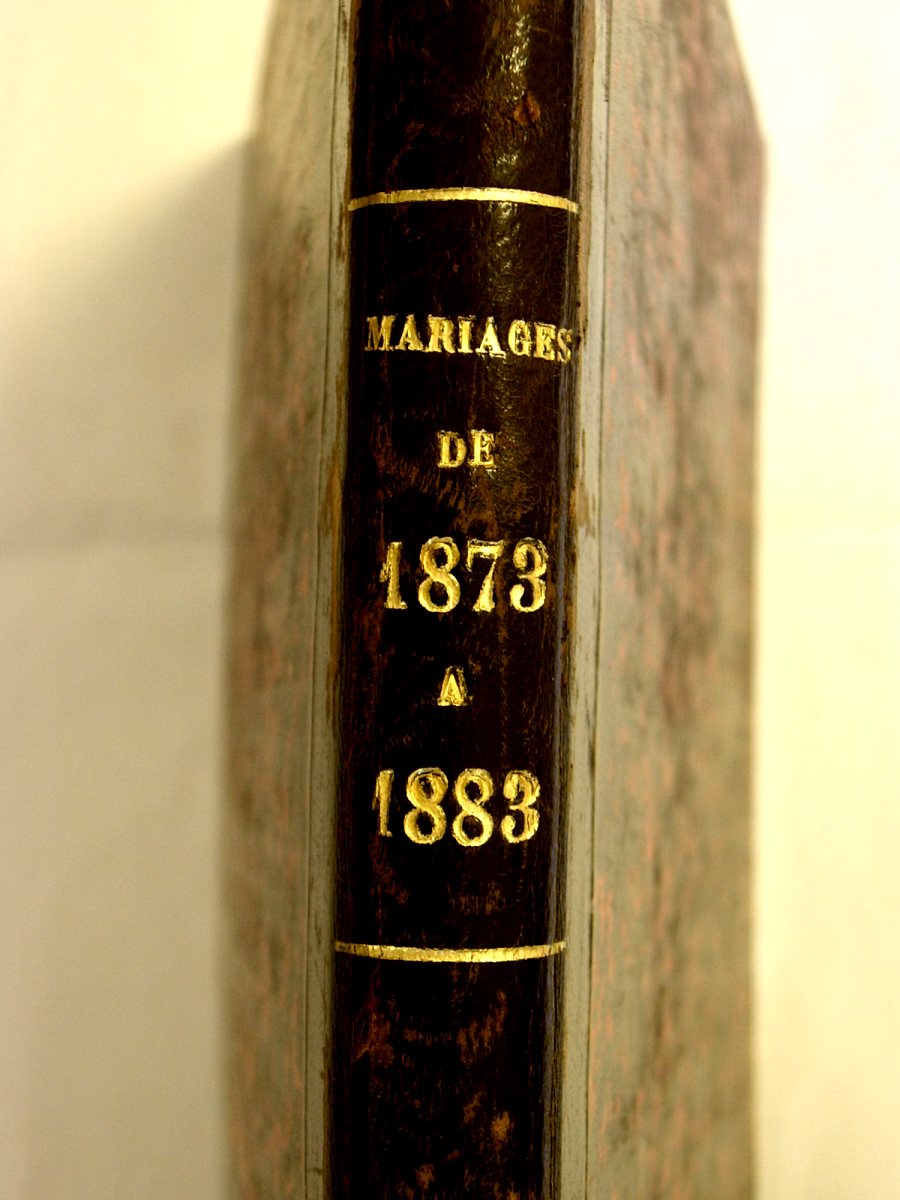 MARIAGES
DE
1873
A
1883